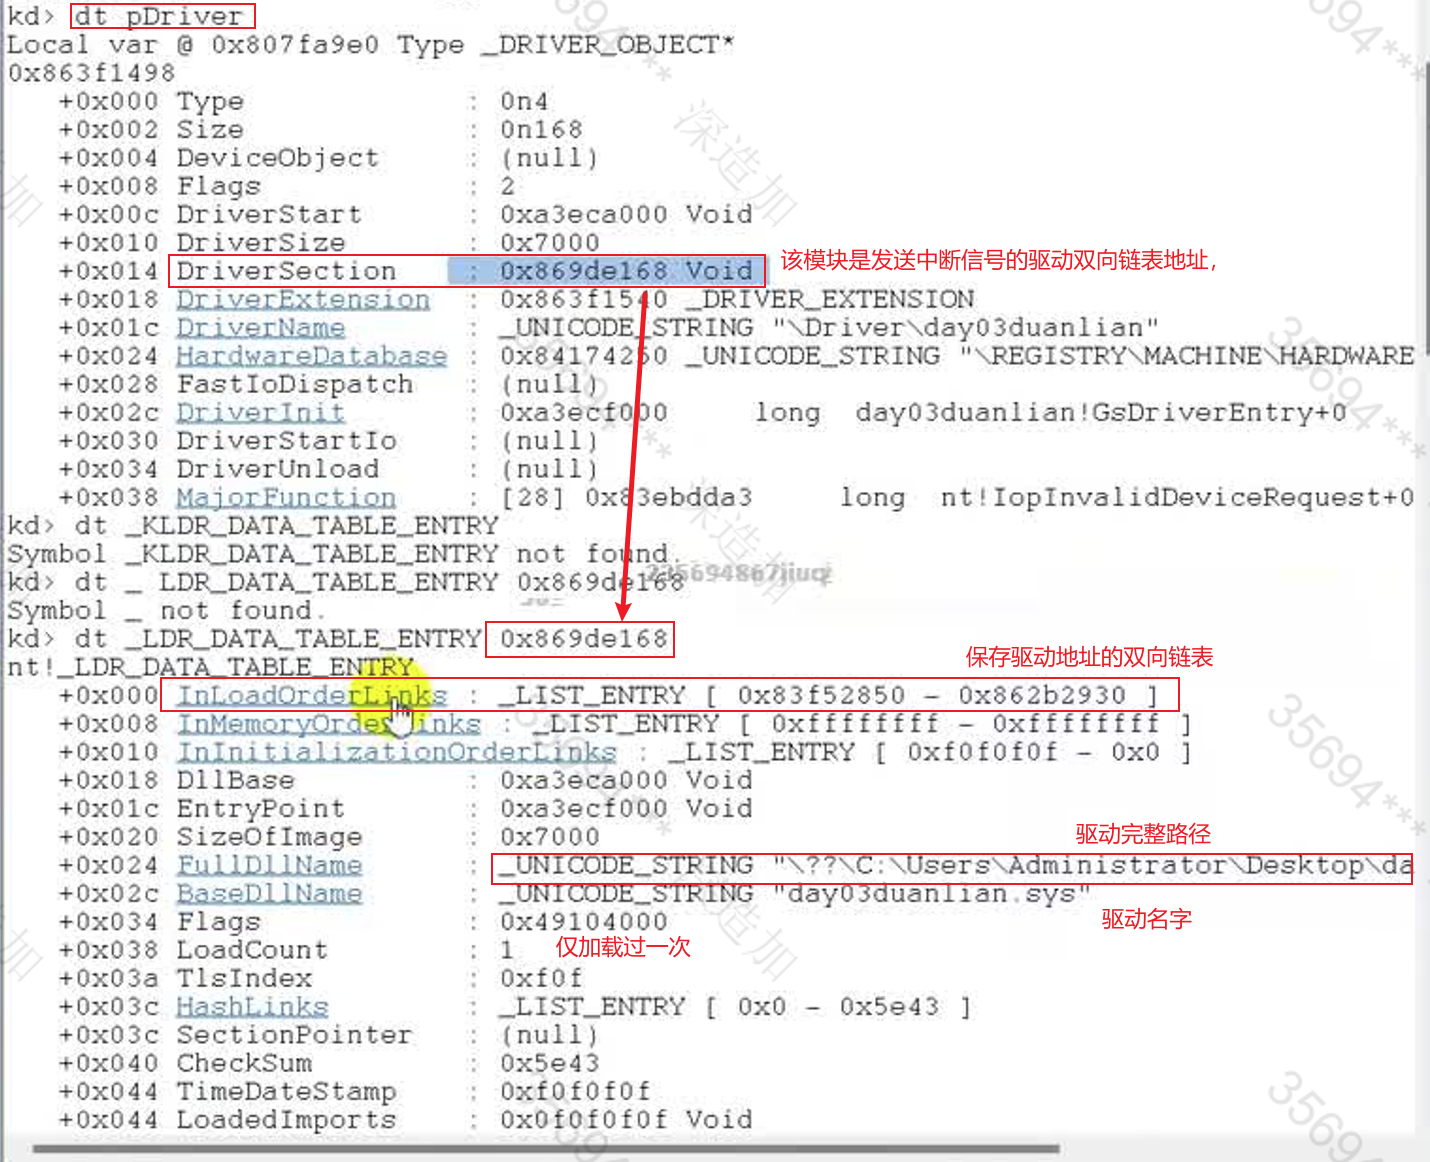 kd> dt pDriver
Local var @ 0x807fa9e0 Type _DRIVER_OBJECT*
0x863f1498
+0x000 Type : 0n4
+0x002 Size : 0n168
+0x004 DeviceObject : (null)
+0x008 Flags : 2
+0x00c DriverStart : 0xa3eca000 Void
+0x010 DriverSize : 0x7000
+0x014 DriverSection : 0x869de168 Void 该模块是发送中断信号的驱动双向链表地址，
+0x018 DriverExtension : 0x863f1540 _DRIVER_EXTENSION
+0x01c DriverName : _UNICODE_STRING "\Driver\day03duanlian"
+0x024 HardwareDatabase : 0x84174250 _UNICODE_STRING "\REGISTRY\MACHINE\HARDWARE
+0x028 FastIoDispatch : (null)
+0x02c DriverInit : 0xa3ecf000 long day03duanlian!GsDriverEntry+0
+0x030 DriverStartIo : (null)
+0x034 DriverUnload : (null)
+0x038 MajorFunction : [28] 0x83ebdda3 long nt!IopInvalidDeviceRequest+0
kd> dt _KLDR_DATA_TABLE_ENTRY
Symbol _KLDR_DATA_TABLE_ENTRY not found.
kd> dt _ LDR_DATA_TABLE_ENTRY 0x869de168
Symbol _ not found.
kd> dt _LDR_DATA_TABLE_ENTRY 0x869de168
nt!_LDR_DATA_TABLE_ENTRY
保存驱动地址的双向链表
+0x000 InLoadOrderLinks : _LIST_ENTRY [ 0x83f52850 - 0x862b2930 ]
+0x008 InMemoryOrderLinks : _LIST_ENTRY [ 0xffffffff - 0xffffffff ]
+0x010 InInitializationOrderLinks : _LIST_ENTRY [ 0xf0f0f0f - 0x0 ]
+0x018 DllBase : 0xa3eca000 Void
+0x01c EntryPoint : 0xa3ecf000 Void
+0x020 SizeOfImage : 0x7000
驱动完整路径
+0x024 FullDllName : _UNICODE_STRING "\??\C:\Users\Administrator\Desktop\da
+0x02c BaseDllName : _UNICODE_STRING "day03duanlian.sys"
驱动名字
+0x034 Flags : 0x49104000
+0x038 LoadCount : 1 仅加载过一次
+0x03a TlsIndex : 0xf0f
+0x03c HashLinks : _LIST_ENTRY [ 0x0 - 0x5e43 ]
+0x03c SectionPointer : (null)
+0x040 CheckSum : 0x5e43
+0x044 TimeDateStamp : 0xf0f0f0f
+0x044 LoadedImports : 0x0f0f0f0f Void
深造加
35694***